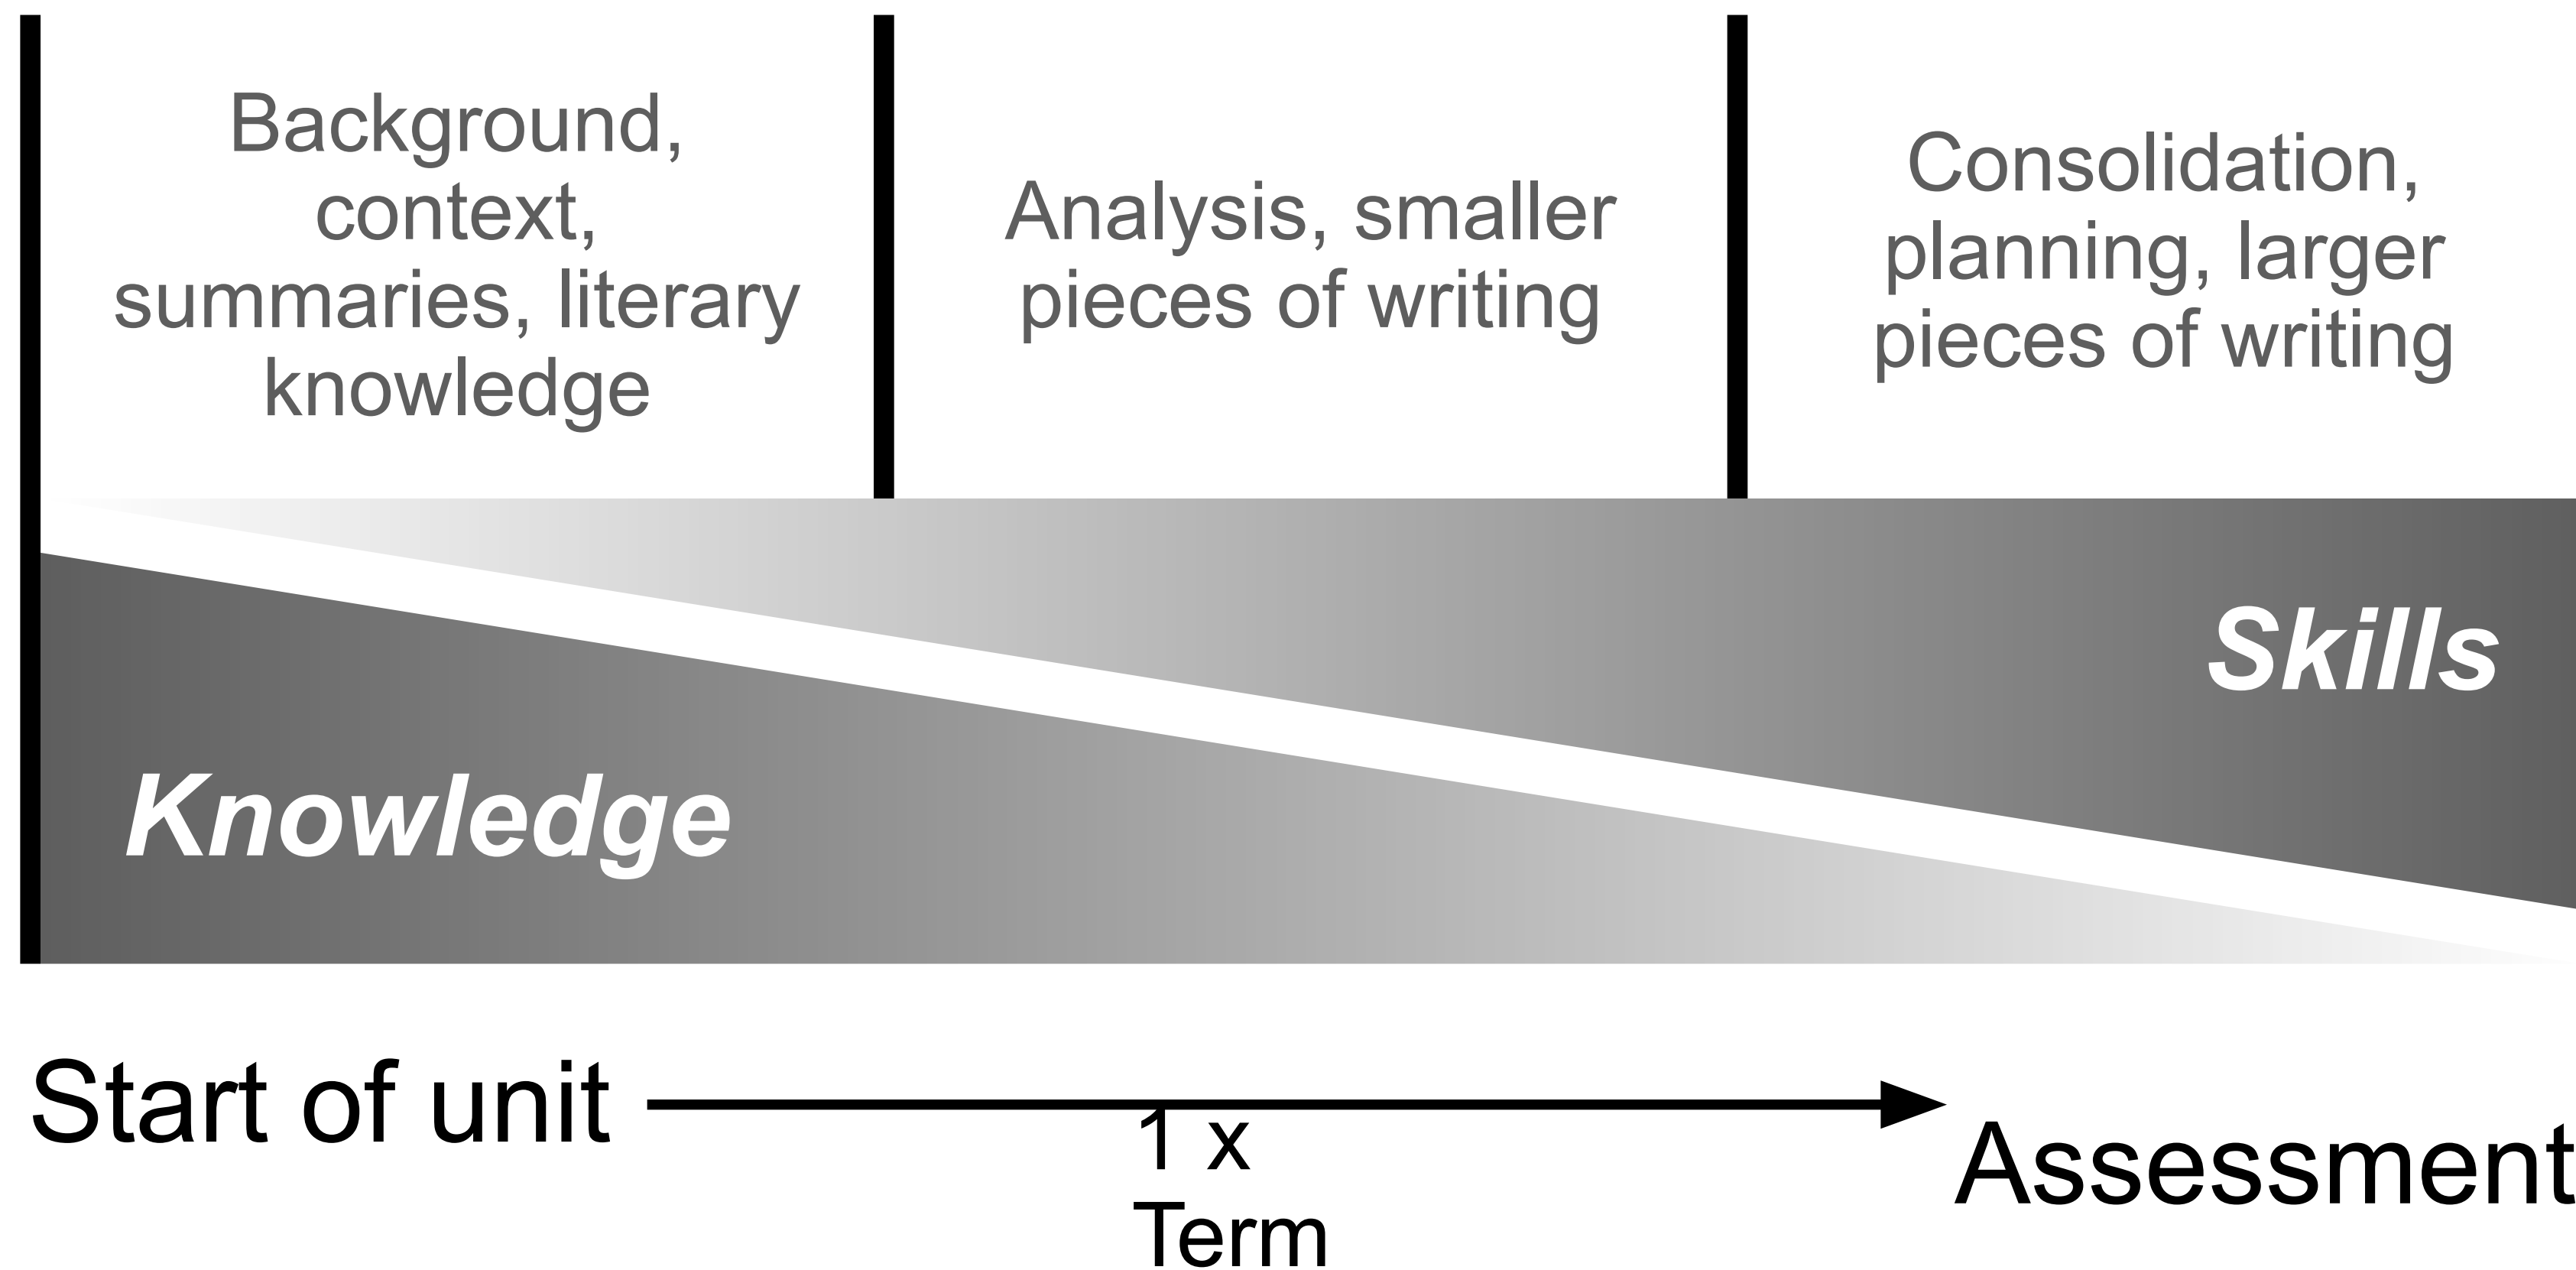 Background,
context,
summaries, literary
knowledge
Analysis, smaller
pieces of writing
Consolidation,
planning, larger
pieces of writing
Skills
Knowledge
Start of unit
1 x
Term
Assessment